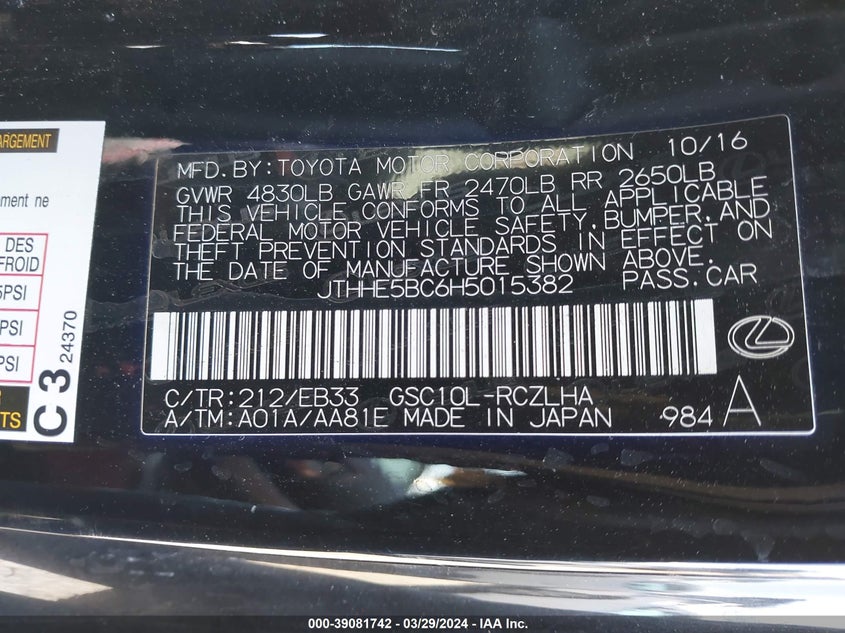 ARGEMENT
ement ne
DES
FROID
5PSI
PSI
PSI
TS
C 3 24370
MFD. BY: TOYOTA MOTOR CORPORATION 10/16
GVWR 4830LB GAWR FR 2470LB RR 2650LB
THIS VEHICLE CONFORMS TO ALL APPLICABLE
FEDERAL MOTOR VEHICLE SAFETY, BUMPER, AND
THEFT PREVENTION STANDARDS IN EFFECT ON
THE DATE OF MANUFACTURE SHOWN ABOVE.
JTHHE5BC6H5015382 PASS. CAR
C/TR: 212/EB33 GSC10L-RCZLHA
A/TM: A01A/AA81E MADE IN JAPAN 984 A
000-39081742 - 03/29/2024 - IAA Inc.